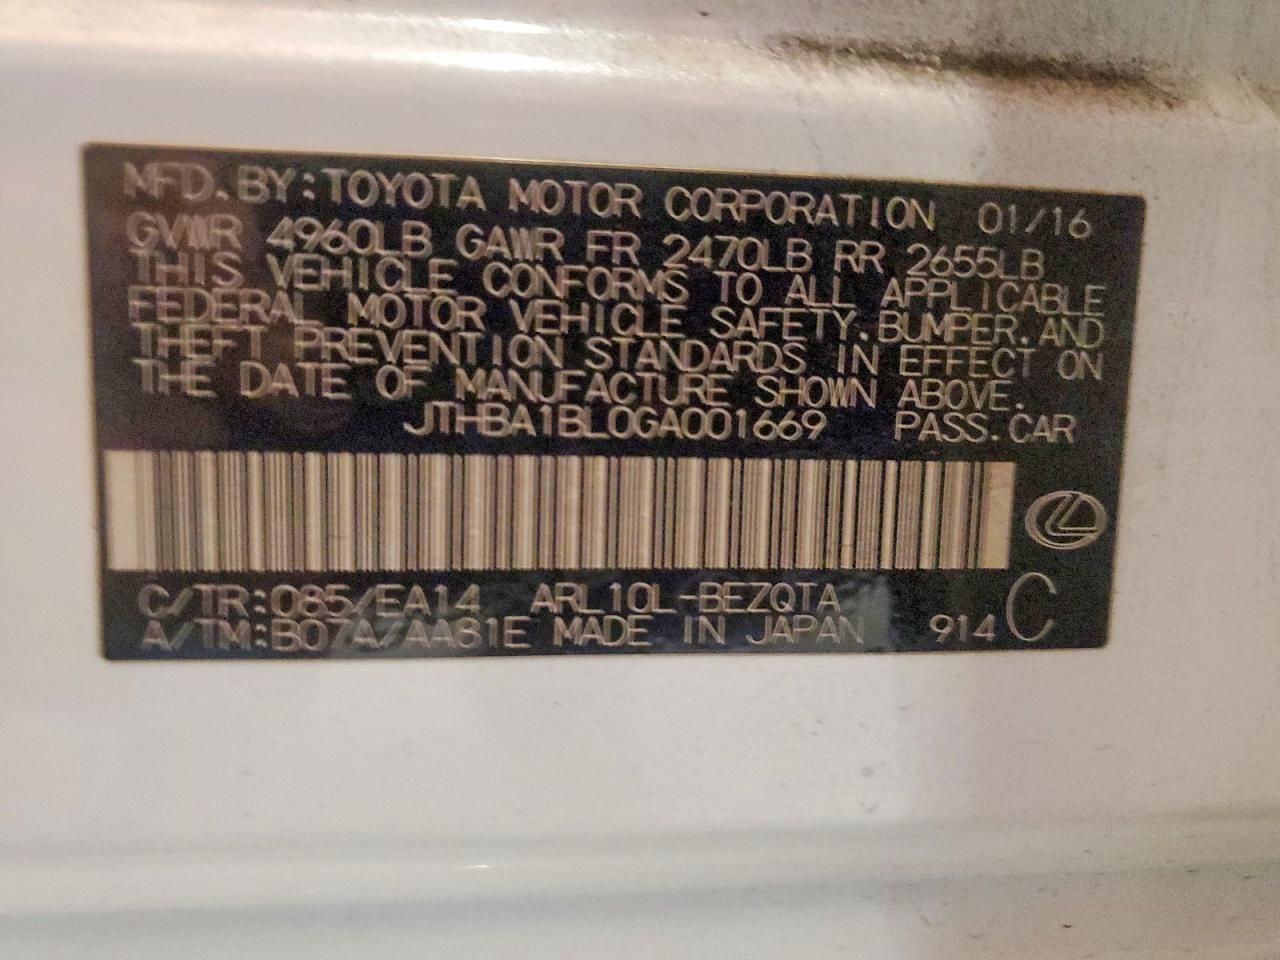 MFD. BY: TOYOTA MOTOR CORPORATION 01/16
GVWR 4960LB GAWR FR 2470LB RR 2655LB
THIS VEHICLE CONFORMS TO ALL APPLICABLE
FEDERAL MOTOR VEHICLE SAFETY. BUMPER. AND
THEFT PREVENTION STANDARDS IN EFFECT ON
THE DATE OF MANUFACTURE SHOWN ABOVE.
JTHBA1BL0GA001669 PASS. CAR
C/TR:085/EA14 ARL10L-BEZQTA
A/TM:B07A/AA81E MADE IN JAPAN 914 C